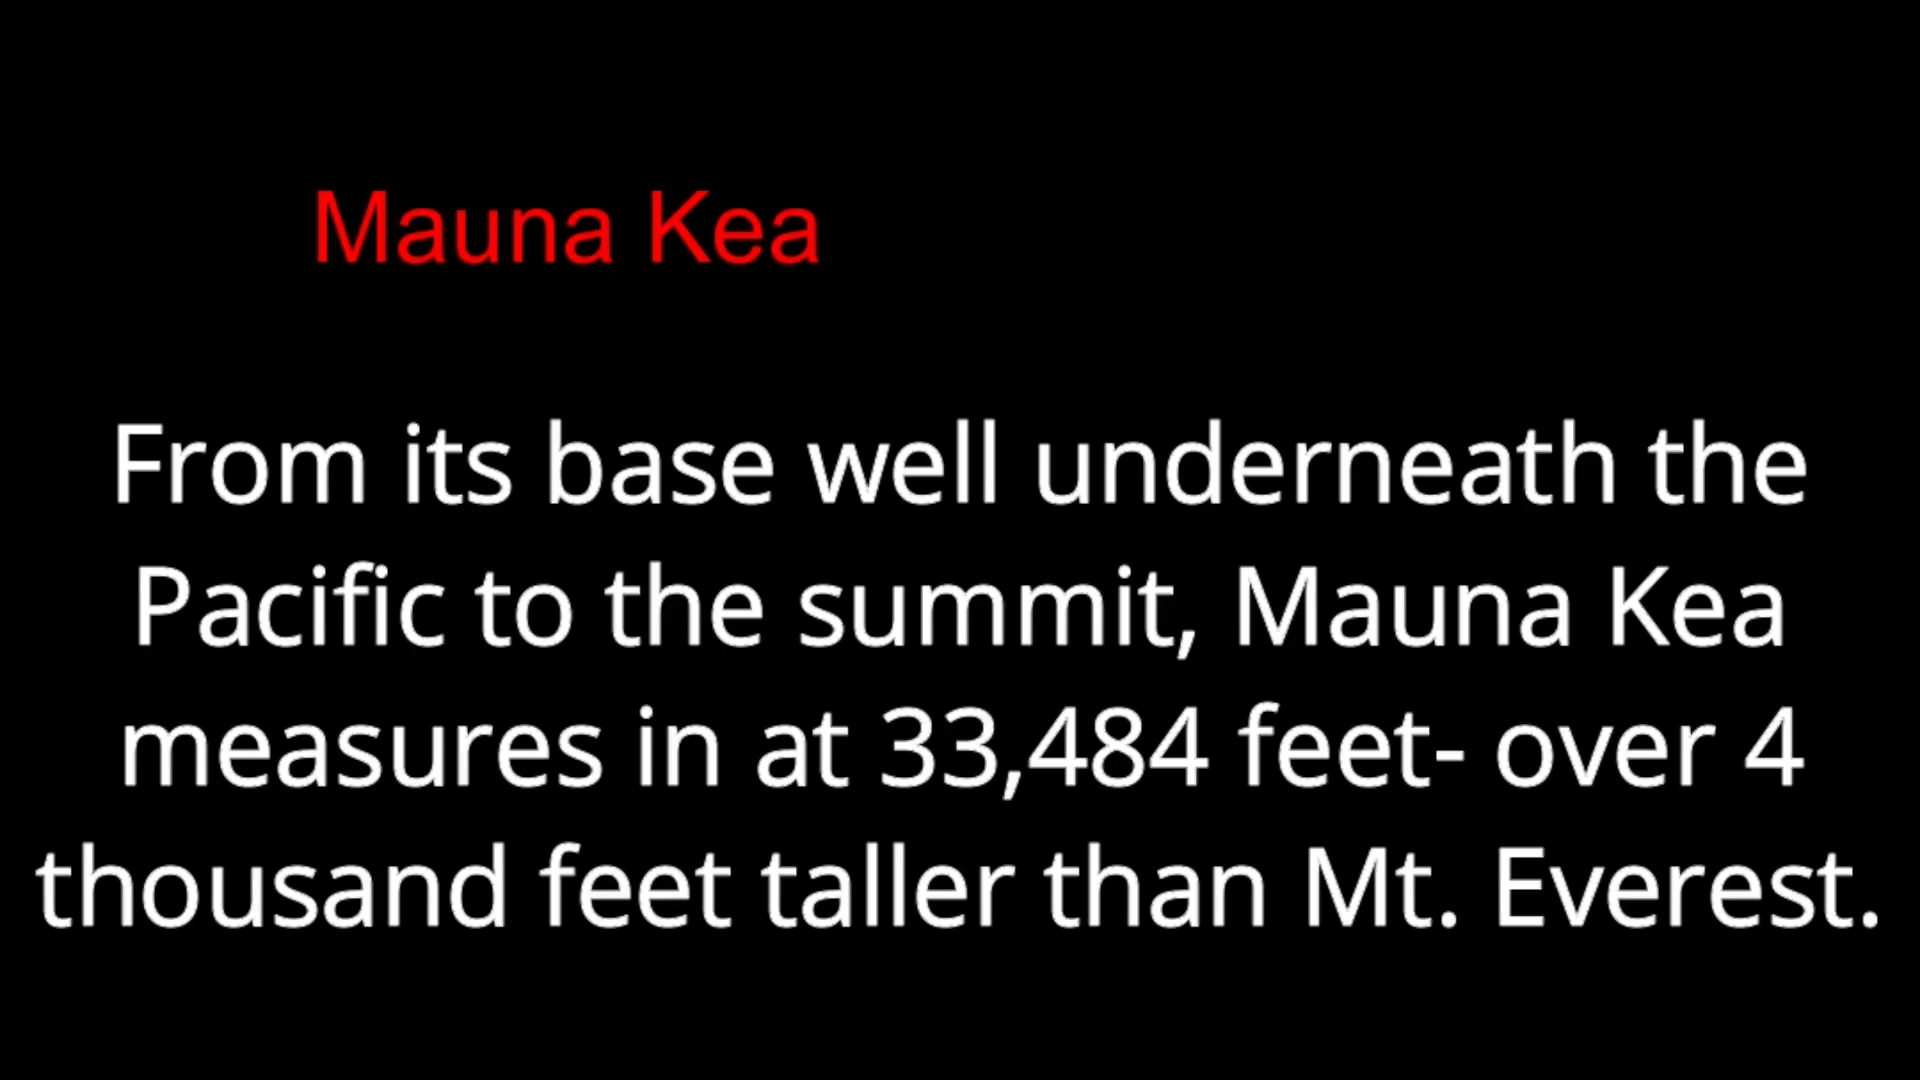 Mauna Kea
From its base well underneath the
Pacific to the summit, Mauna Kea
measures in at 33,484 feet- over 4
thousand feet taller than Mt. Everest.